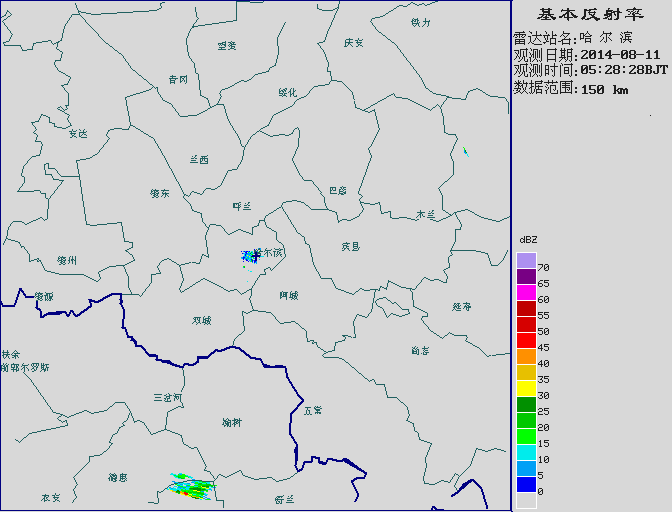 基本反射率
雷达站名:哈 尔 滨
观测日期:2014-08-11
观测时间:05:28:28BJT
数据范围:150 km
铁力
望奎
庆安
青冈
绥化
安达
兰西
肇东
巴彦
呼兰
木兰
宾县
哈尔滨
肇州
肇源
阿城
延寿
双城
尚志
扶余
前郭尔罗斯
三岔河
五常
榆树
德惠
农安
舒兰
dBZ
70
65
60
55
50
45
40
35
30
25
20
15
10
5
0